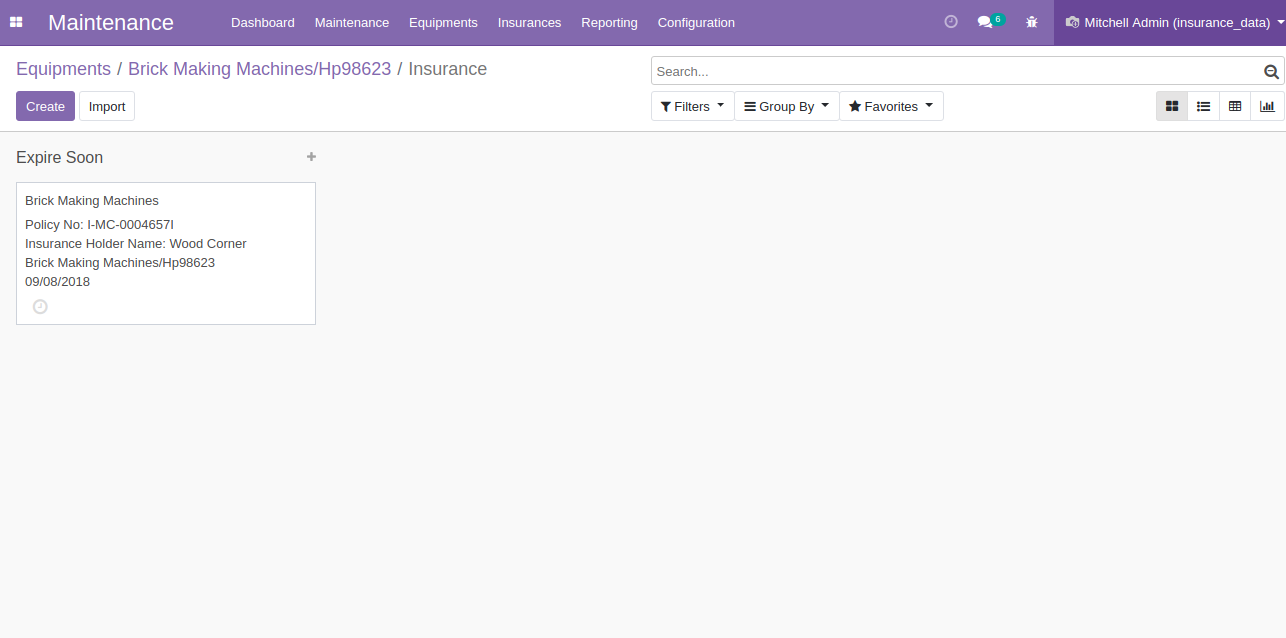 Maintenance Dashboard Maintenance Equipments Insurances Reporting Configuration 6 Mitchell Admin (insurance_data)
Equipments / Brick Making Machines/Hp98623 / Insurance
Search...
Create Import
Filters Group By Favorites
Expire Soon
Brick Making Machines
Policy No: I-MC-0004657I
Insurance Holder Name: Wood Corner
Brick Making Machines/Hp98623
09/08/2018